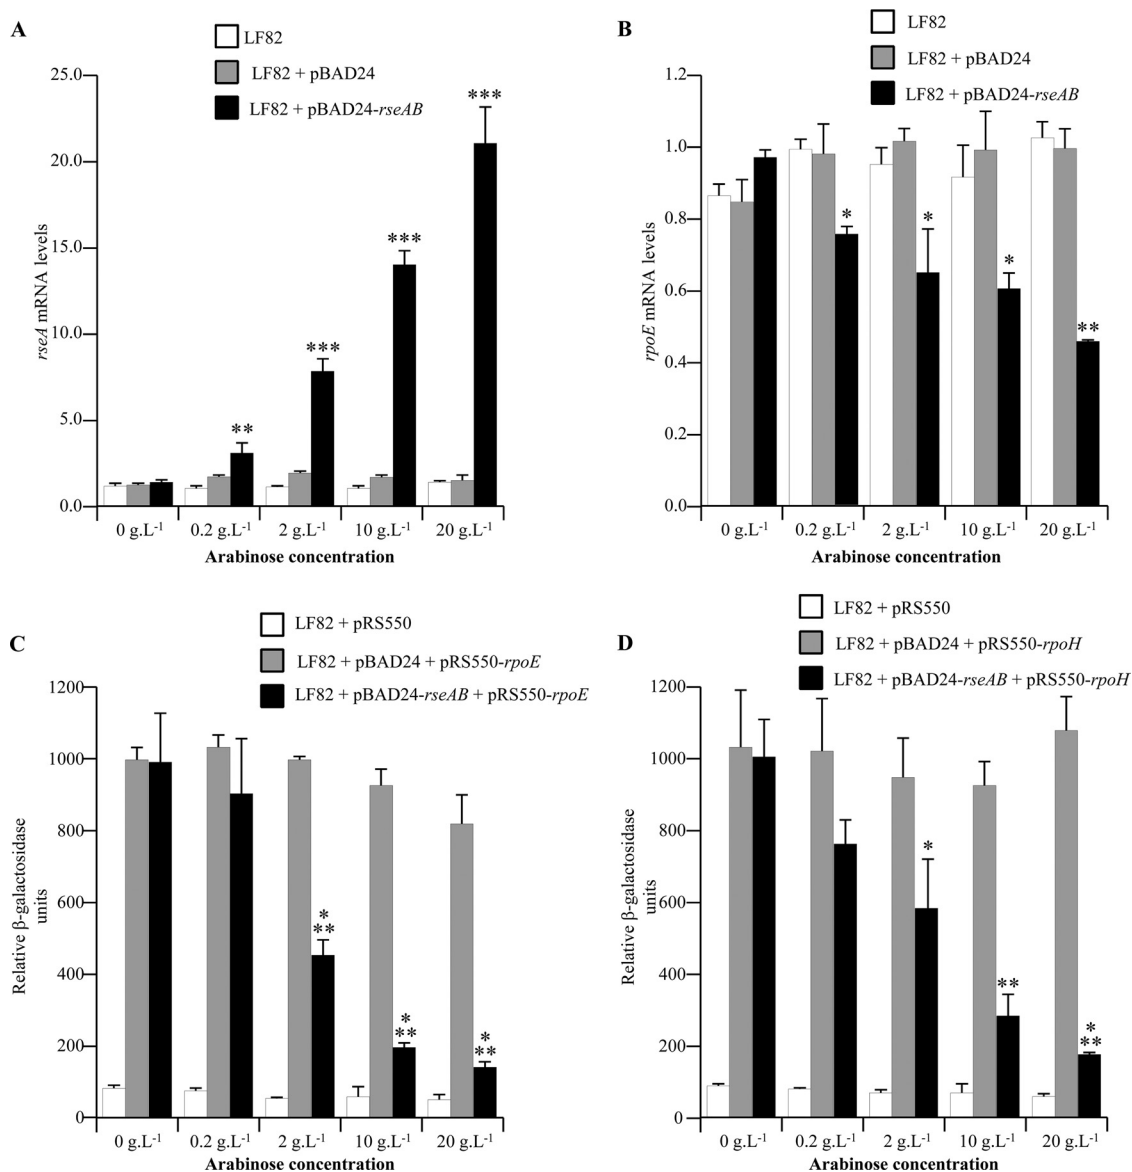 A
LF82
LF82 + pBAD24
LF82 + pBAD24-rseAB
25.0
20.0
15.0
10.0
5.0
0.0
rseA mRNA levels
**
***
***
***
0 g.L-1 0.2 g.L-1 2 g.L-1 10 g.L-1 20 g.L-1
Arabinose concentration
B
LF82
LF82 + pBAD24
LF82 + pBAD24-rseAB
1.2
1.0
0.8
0.6
0.4
0.2
0.0
rpoE mRNA levels
*
*
*
**
0 g.L-1 0.2 g.L-1 2 g.L-1 10 g.L-1 20 g.L-1
Arabinose concentration
C
LF82 + pRS550
LF82 + pBAD24 + pRS550-rpoE
LF82 + pBAD24-rseAB + pRS550-rpoE
1200
1000
800
600
400
200
0
Relative β-galactosidase
units
*
**
*
**
*
**
0 g.L-1 0.2 g.L-1 2 g.L-1 10 g.L-1 20 g.L-1
Arabinose concentration
D
LF82 + pRS550
LF82 + pBAD24 + pRS550-rpoH
LF82 + pBAD24-rseAB + pRS550-rpoH
1200
1000
800
600
400
200
0
Relative β-galactosidase
units
*
**
*
**
0 g.L-1 0.2 g.L-1 2 g.L-1 10 g.L-1 20 g.L-1
Arabinose concentration